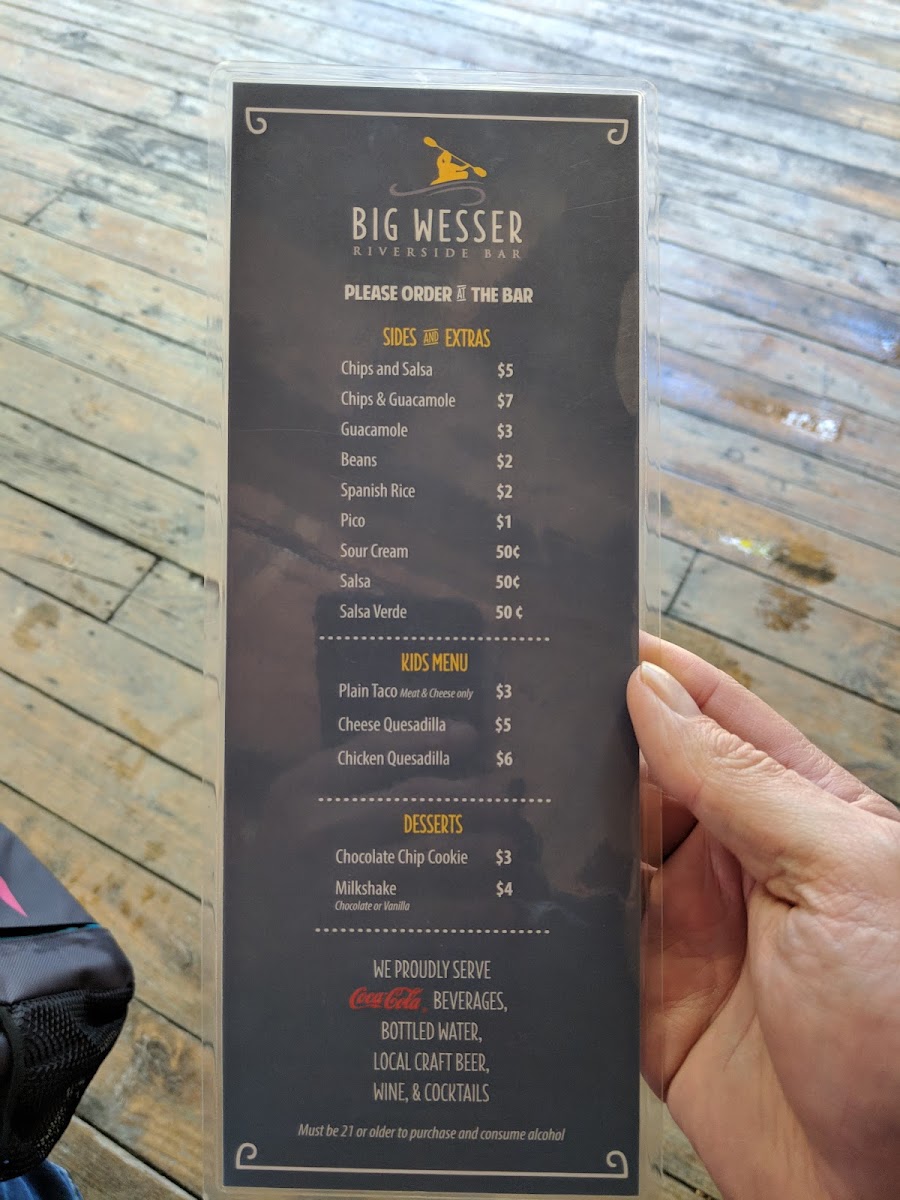 BIG WESSER
RIVERSIDE BAR
PLEASE ORDER AT THE BAR
SIDES AND EXTRAS
Chips and Salsa $5
Chips & Guacamole $7
Guacamole $3
Beans $2
Spanish Rice $2
Pico $1
Sour Cream 50¢
Salsa 50¢
Salsa Verde 50 ¢
KIDS MENU
Plain Taco Meat & Cheese only $3
Cheese Quesadilla $5
Chicken Quesadilla $6
DESSERTS
Chocolate Chip Cookie $3
Milkshake $4
Chocolate or Vanilla
WE PROUDLY SERVE
Coca-Cola BEVERAGES,
BOTTLED WATER,
LOCAL CRAFT BEER,
WINE, & COCKTAILS
Must be 21 or older to purchase and consume alcohol